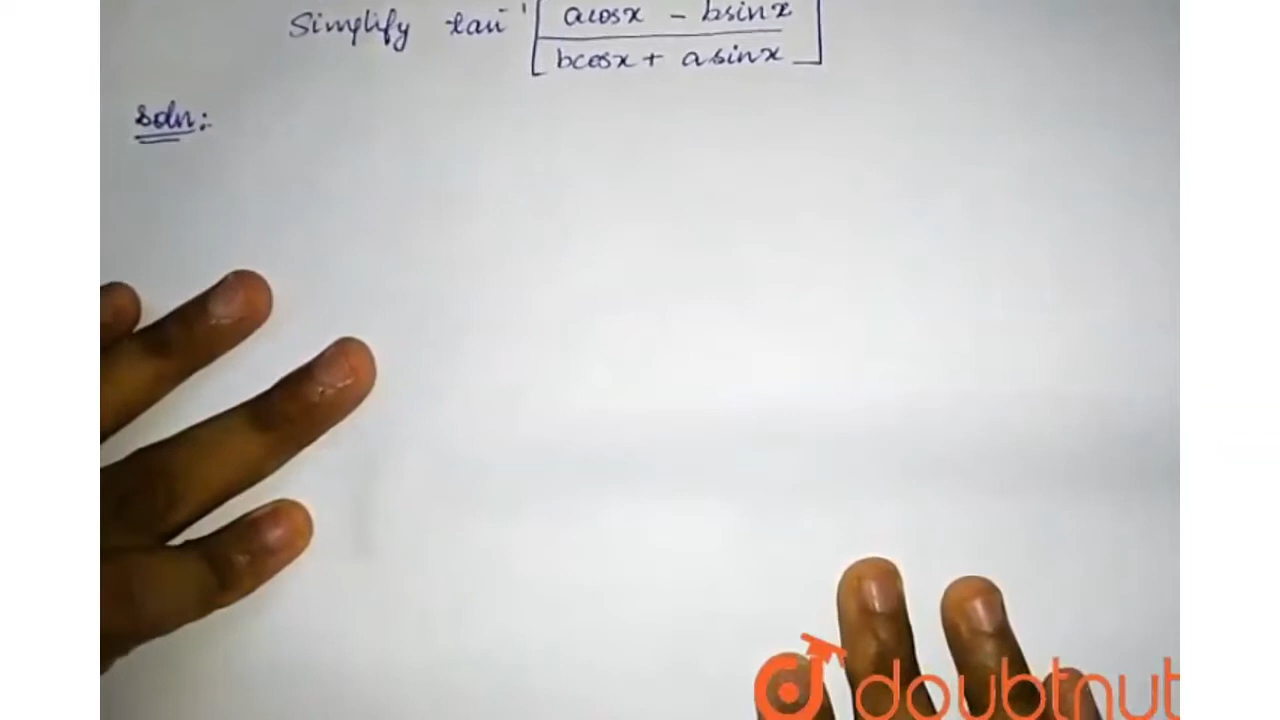 Simplify tan⁻¹ [ acosx - bsinx
bcosx + asinx ]
Soln:
doubtnut